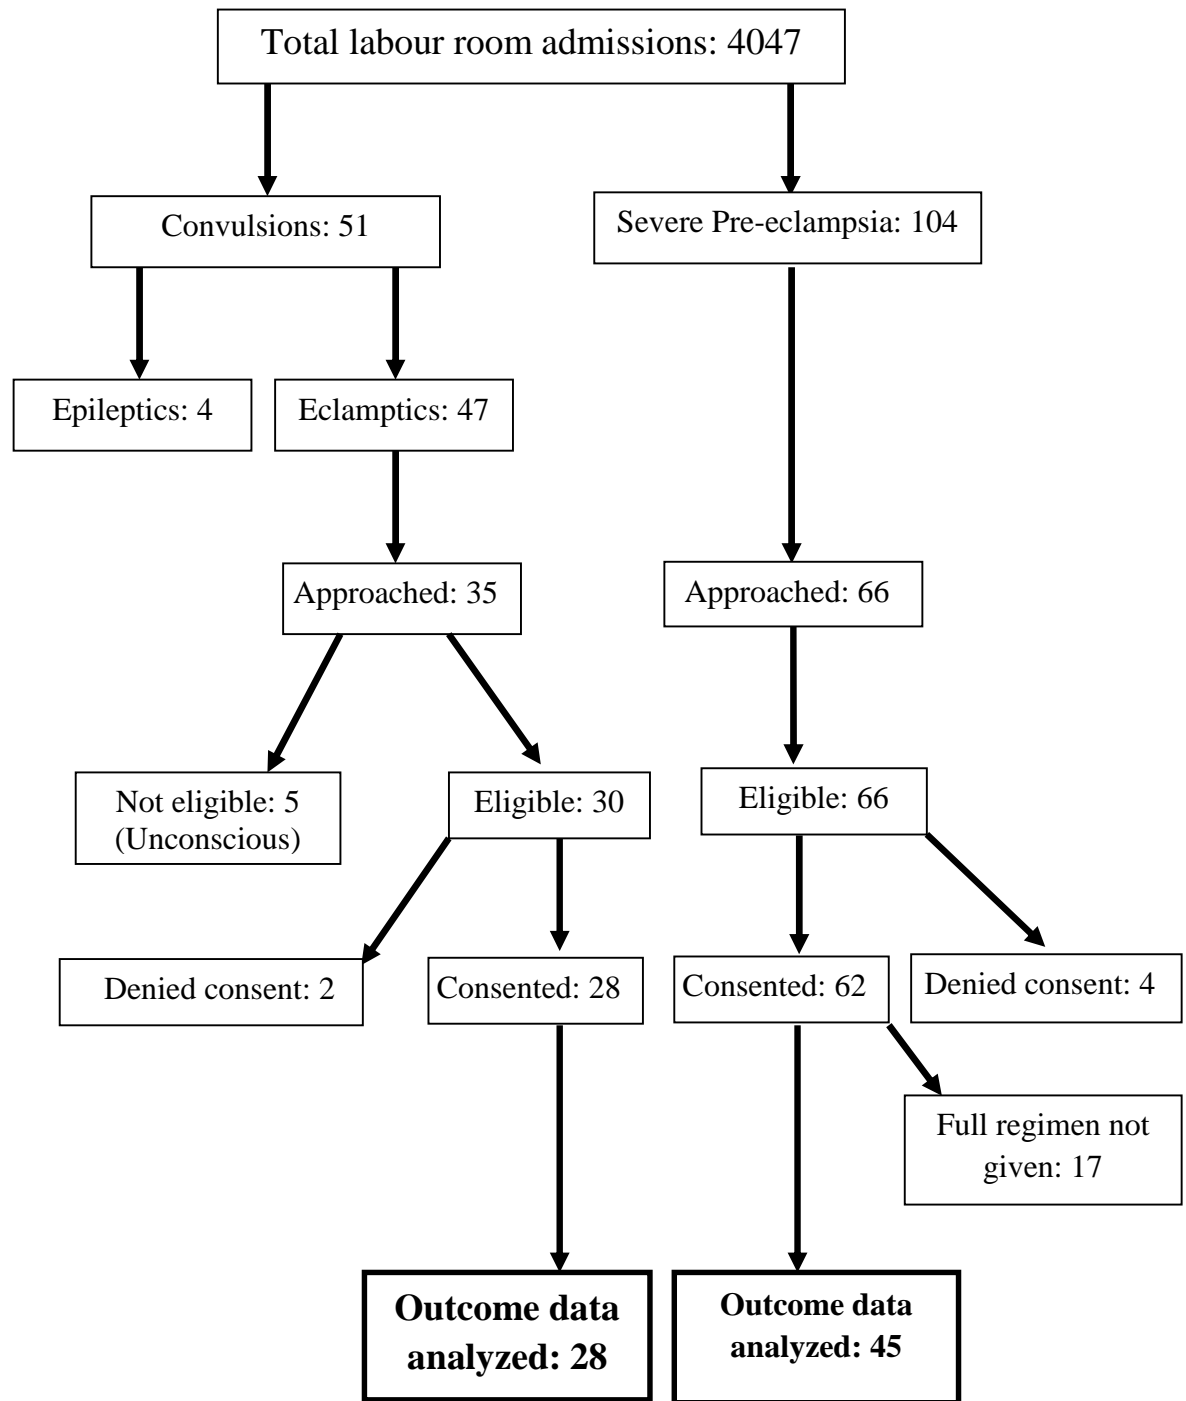 Total labour room admissions: 4047
Convulsions: 51
Severe Pre-eclampsia: 104
Epileptics: 4
Eclamptics: 47
Approached: 35
Approached: 66
Not eligible: 5
(Unconscious)
Eligible: 30
Eligible: 66
Denied consent: 2
Consented: 28
Consented: 62
Denied consent: 4
Full regimen not
given: 17
Outcome data
analyzed: 28
Outcome data
analyzed: 45